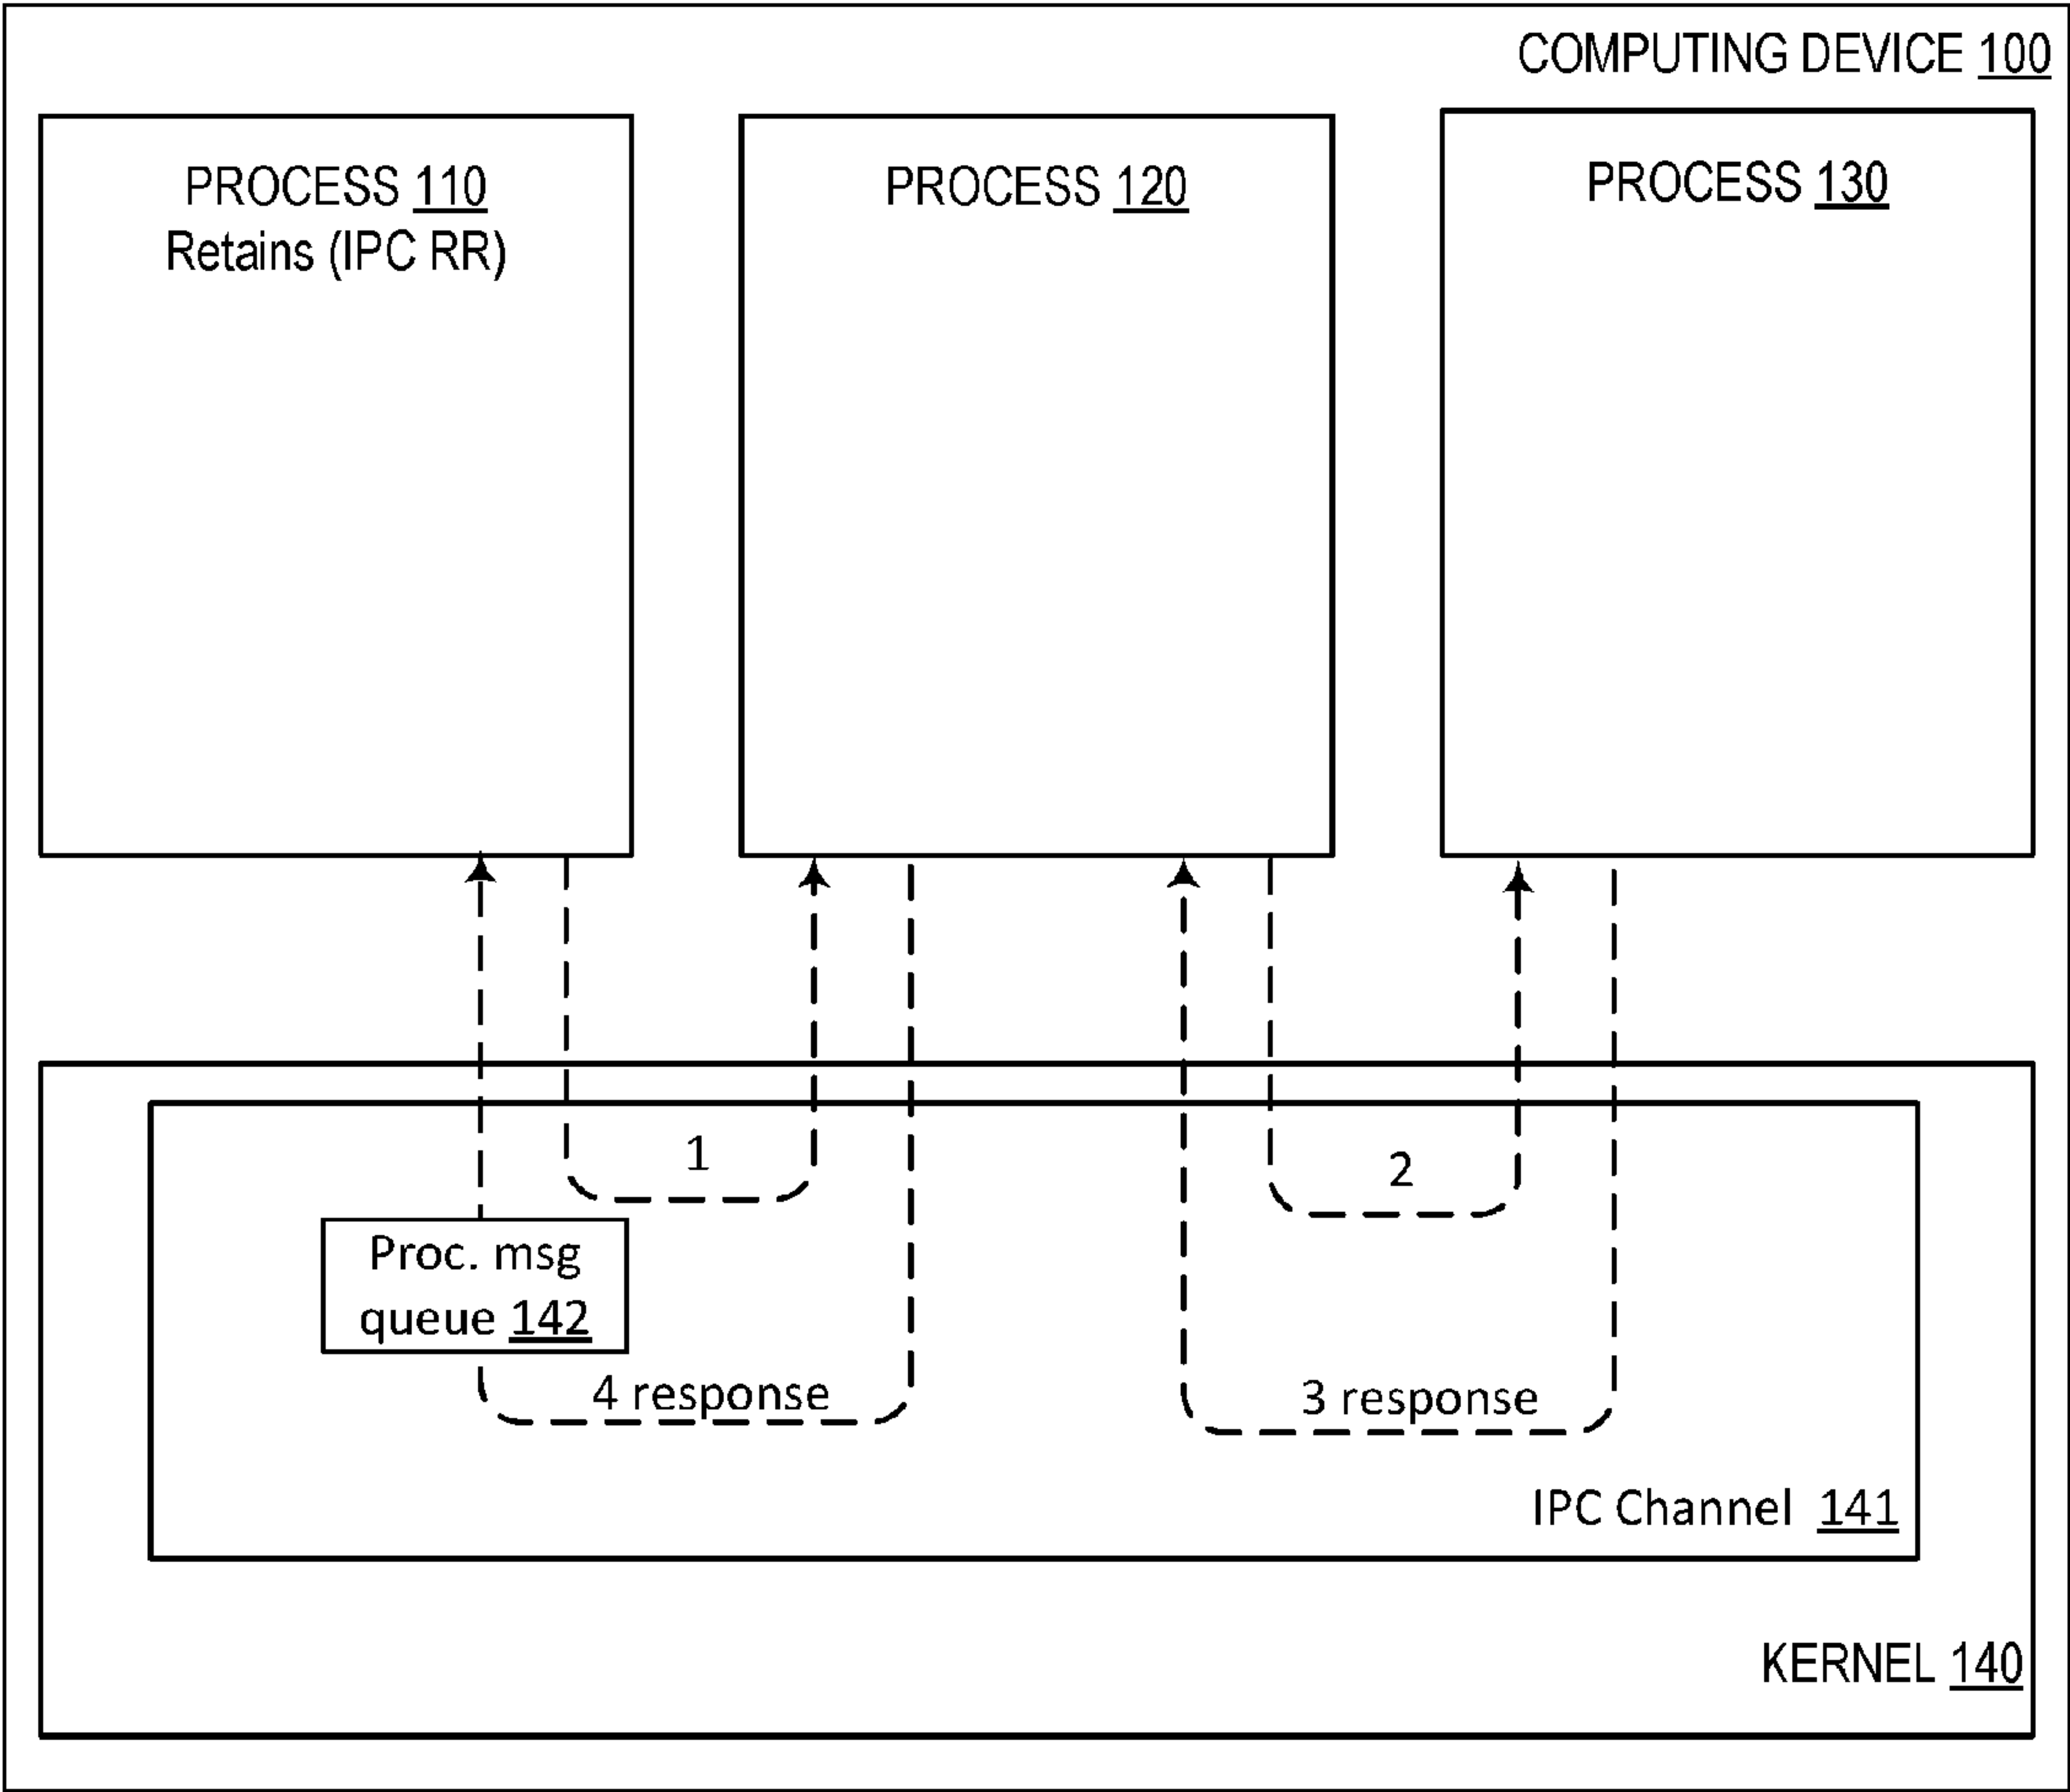 COMPUTING DEVICE 100
PROCESS 110
Retains (IPC RR)
PROCESS 120
PROCESS 130
1
2
Proc. msg
queue 142
4 response
3 response
IPC Channel 141
KERNEL 140